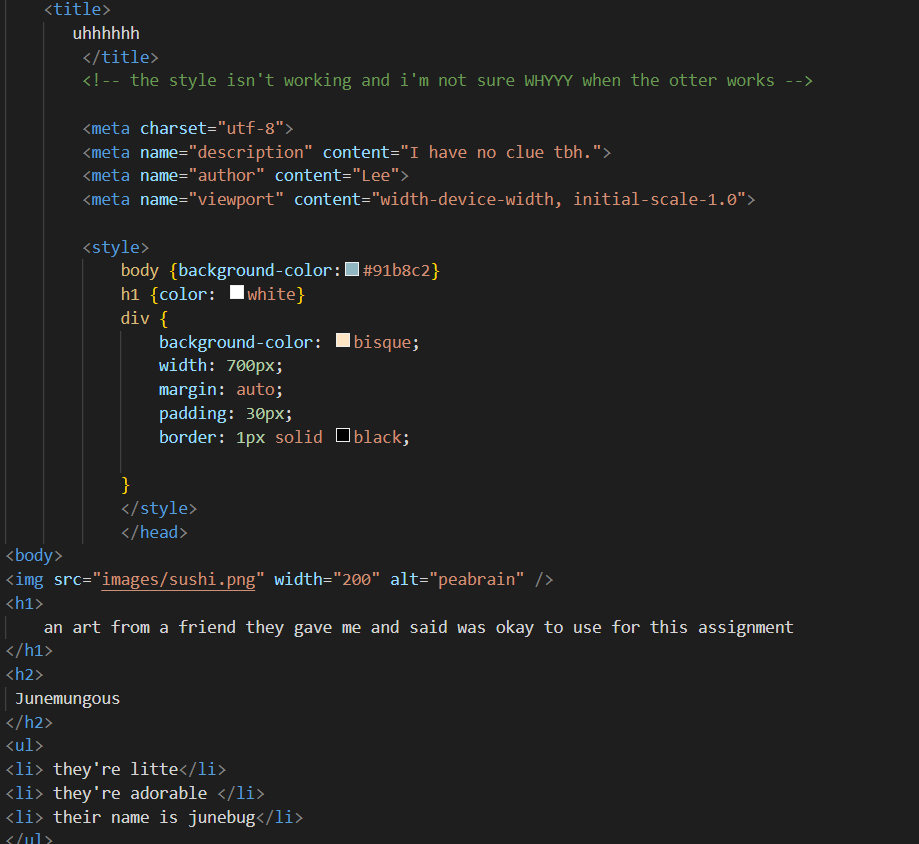 <title>
uhhhhhh
</title>
<!-- the style isn't working and i'm not sure WHYYY when the otter works -->
<meta charset="utf-8">
<meta name="description" content="I have no clue tbh.">
<meta name="author" content="Lee">
<meta name="viewport" content="width-device-width, initial-scale-1.0">
<style>
body {background-color:#91b8c2}
h1 {color: white}
div {
background-color: bisque;
width: 700px;
margin: auto;
padding: 30px;
border: 1px solid black;
}
</style>
</head>
<body>
<img src="images/sushi.png" width="200" alt="peabrain" />
<h1>
an art from a friend they gave me and said was okay to use for this assignment
</h1>
<h2>
Junemungous
</h2>
<ul>
<li> they're litte</li>
<li> they're adorable </li>
<li> their name is junebug</li>
</ul>